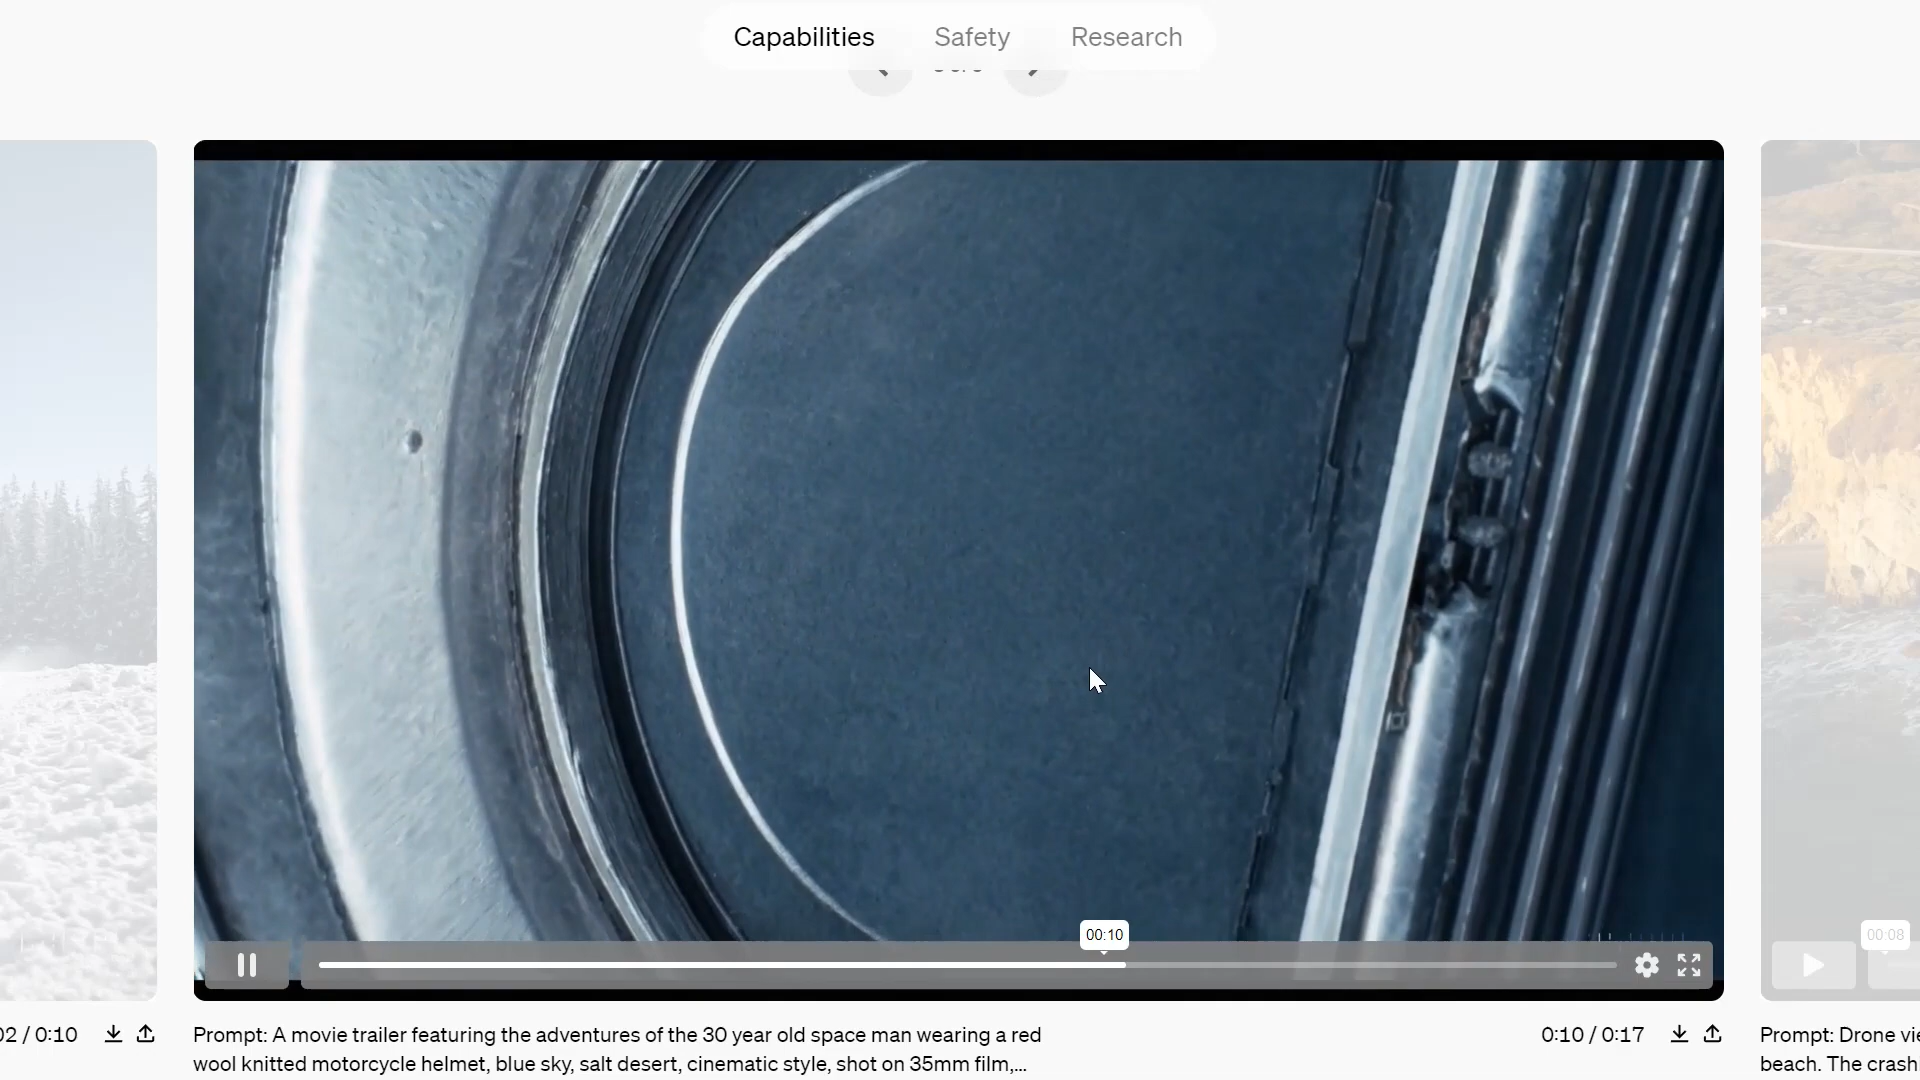 Capabilities
Safety
Research
00:10
00:08
02 / 0:10
Prompt: A movie trailer featuring the adventures of the 30 year old space man wearing a red
wool knitted motorcycle helmet, blue sky, salt desert, cinematic style, shot on 35mm film,...
0:10 / 0:17
Prompt: Drone
beach. The crash